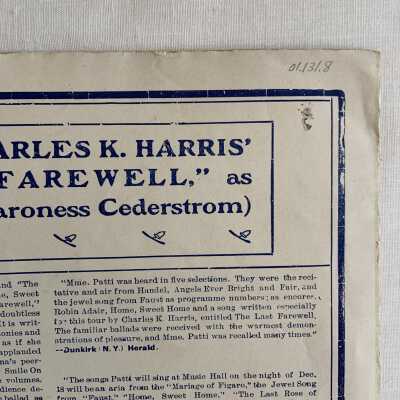 01.131.8
ARLES K. HARRIS'
FAREWELL," as
aroness Cederstrom)
and "The
me, Sweet
Farewell,"
doubtless
It is writ-
onies and
as if she
applanded
na's peer-
Smile On
volumes.
udience de-
e ballad as
"Mme. Patti was heard in five selections. They were the reci-
tative and air from Handel, Angels Ever Bright and Fair, and
the jewel song from Faust as programme numbers; as encores,
Robin Adair, Home, Sweet Home and a song written especially
for this tour by Charles K. Harris, entitled The Last Farewell.
The familiar ballads were received with the warmest demon-
strations of pleasure, and Mme. Patti was recalled many times."
--Dunkirk (N. Y.) Herald.
"The songs Patti will sing at Music Hall on the night of Dec.
18 will be an aria from the "Mariage of Figaro," the Jewel Song
from "Faust," "Home, Sweet Home," "The Last Rose of